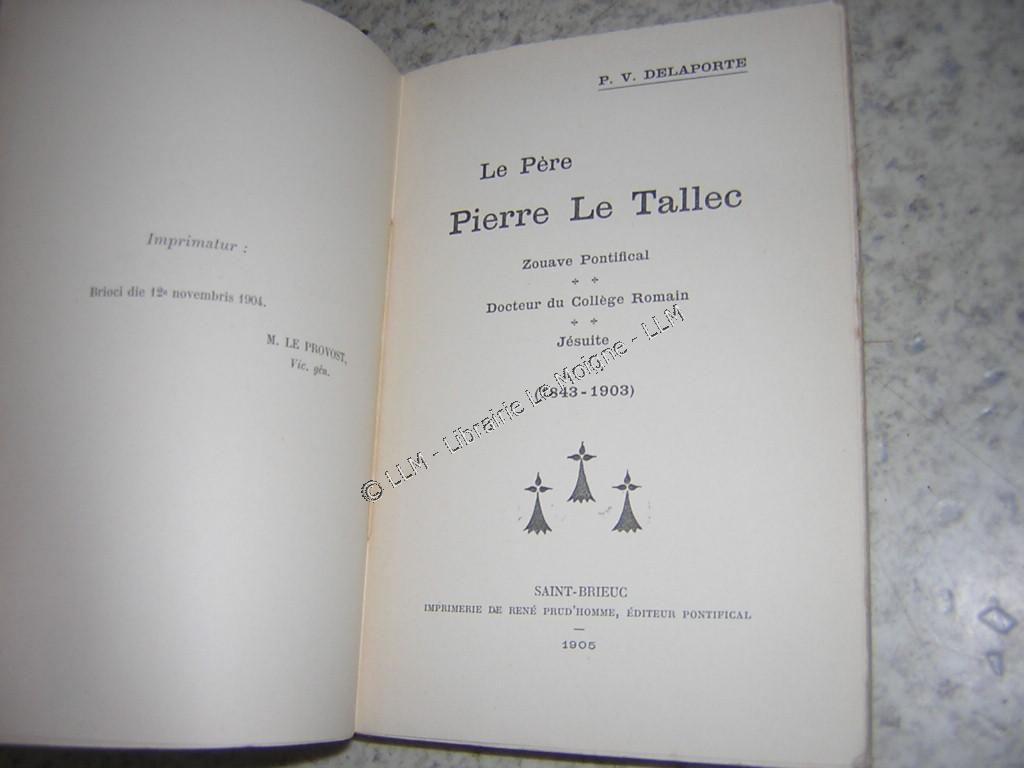 Imprimatur :
Brioci die 12ᵉ novembris 1904.
M. LE PROVOST,
Vic. gén.
P. V. DELAPORTE
Le Père
Pierre Le Tallec
Zouave Pontifical
Docteur du Collège Romain
Jésuite
(1843-1903)
SAINT-BRIEUC
IMPRIMERIE DE RENÉ PRUD'HOMME, ÉDITEUR PONTIFICAL
1905
© LLM - Librairie Le Moigne - LLM